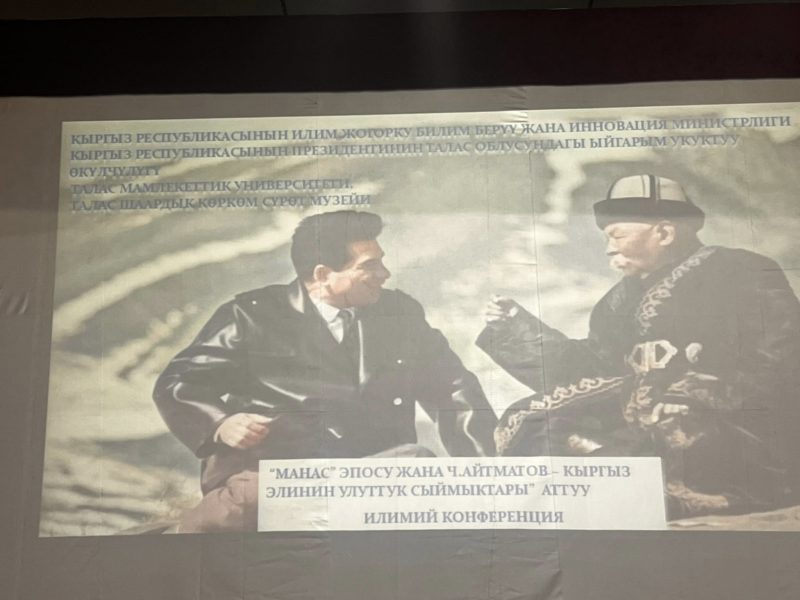 КЫРГЫЗ РЕСПУБЛИКАСЫНЫН ИЛИМ,ЖОГОРКУ БИЛИМ БЕРҮҮ ЖАНА ИННОВАЦИЯ МИНИСТРЛИГИ
КЫРГЫЗ РЕСПУБЛИКАСЫНЫН ПРЕЗИДЕНТИНИН ТАЛАС ОБЛУСУНДАГЫ ЫЙГАРЫМ УКУКТУУ
ӨКҮЛЧҮЛҮГҮ
ТАЛАС МАМЛЕКЕТТИК УНИВЕРСИТЕТИ,
ТАЛАС ШААРДЫК КӨРКӨМ СҮРӨТ МУЗЕЙИ
“МАНАС” ЭПОСУ ЖАНА Ч.АЙТМАТОВ – КЫРГЫЗ
ЭЛИНИН УЛУТТУК СЫЙМЫКТАРЫ” АТТУУ
ИЛИМИЙ КОНФЕРЕНЦИЯ